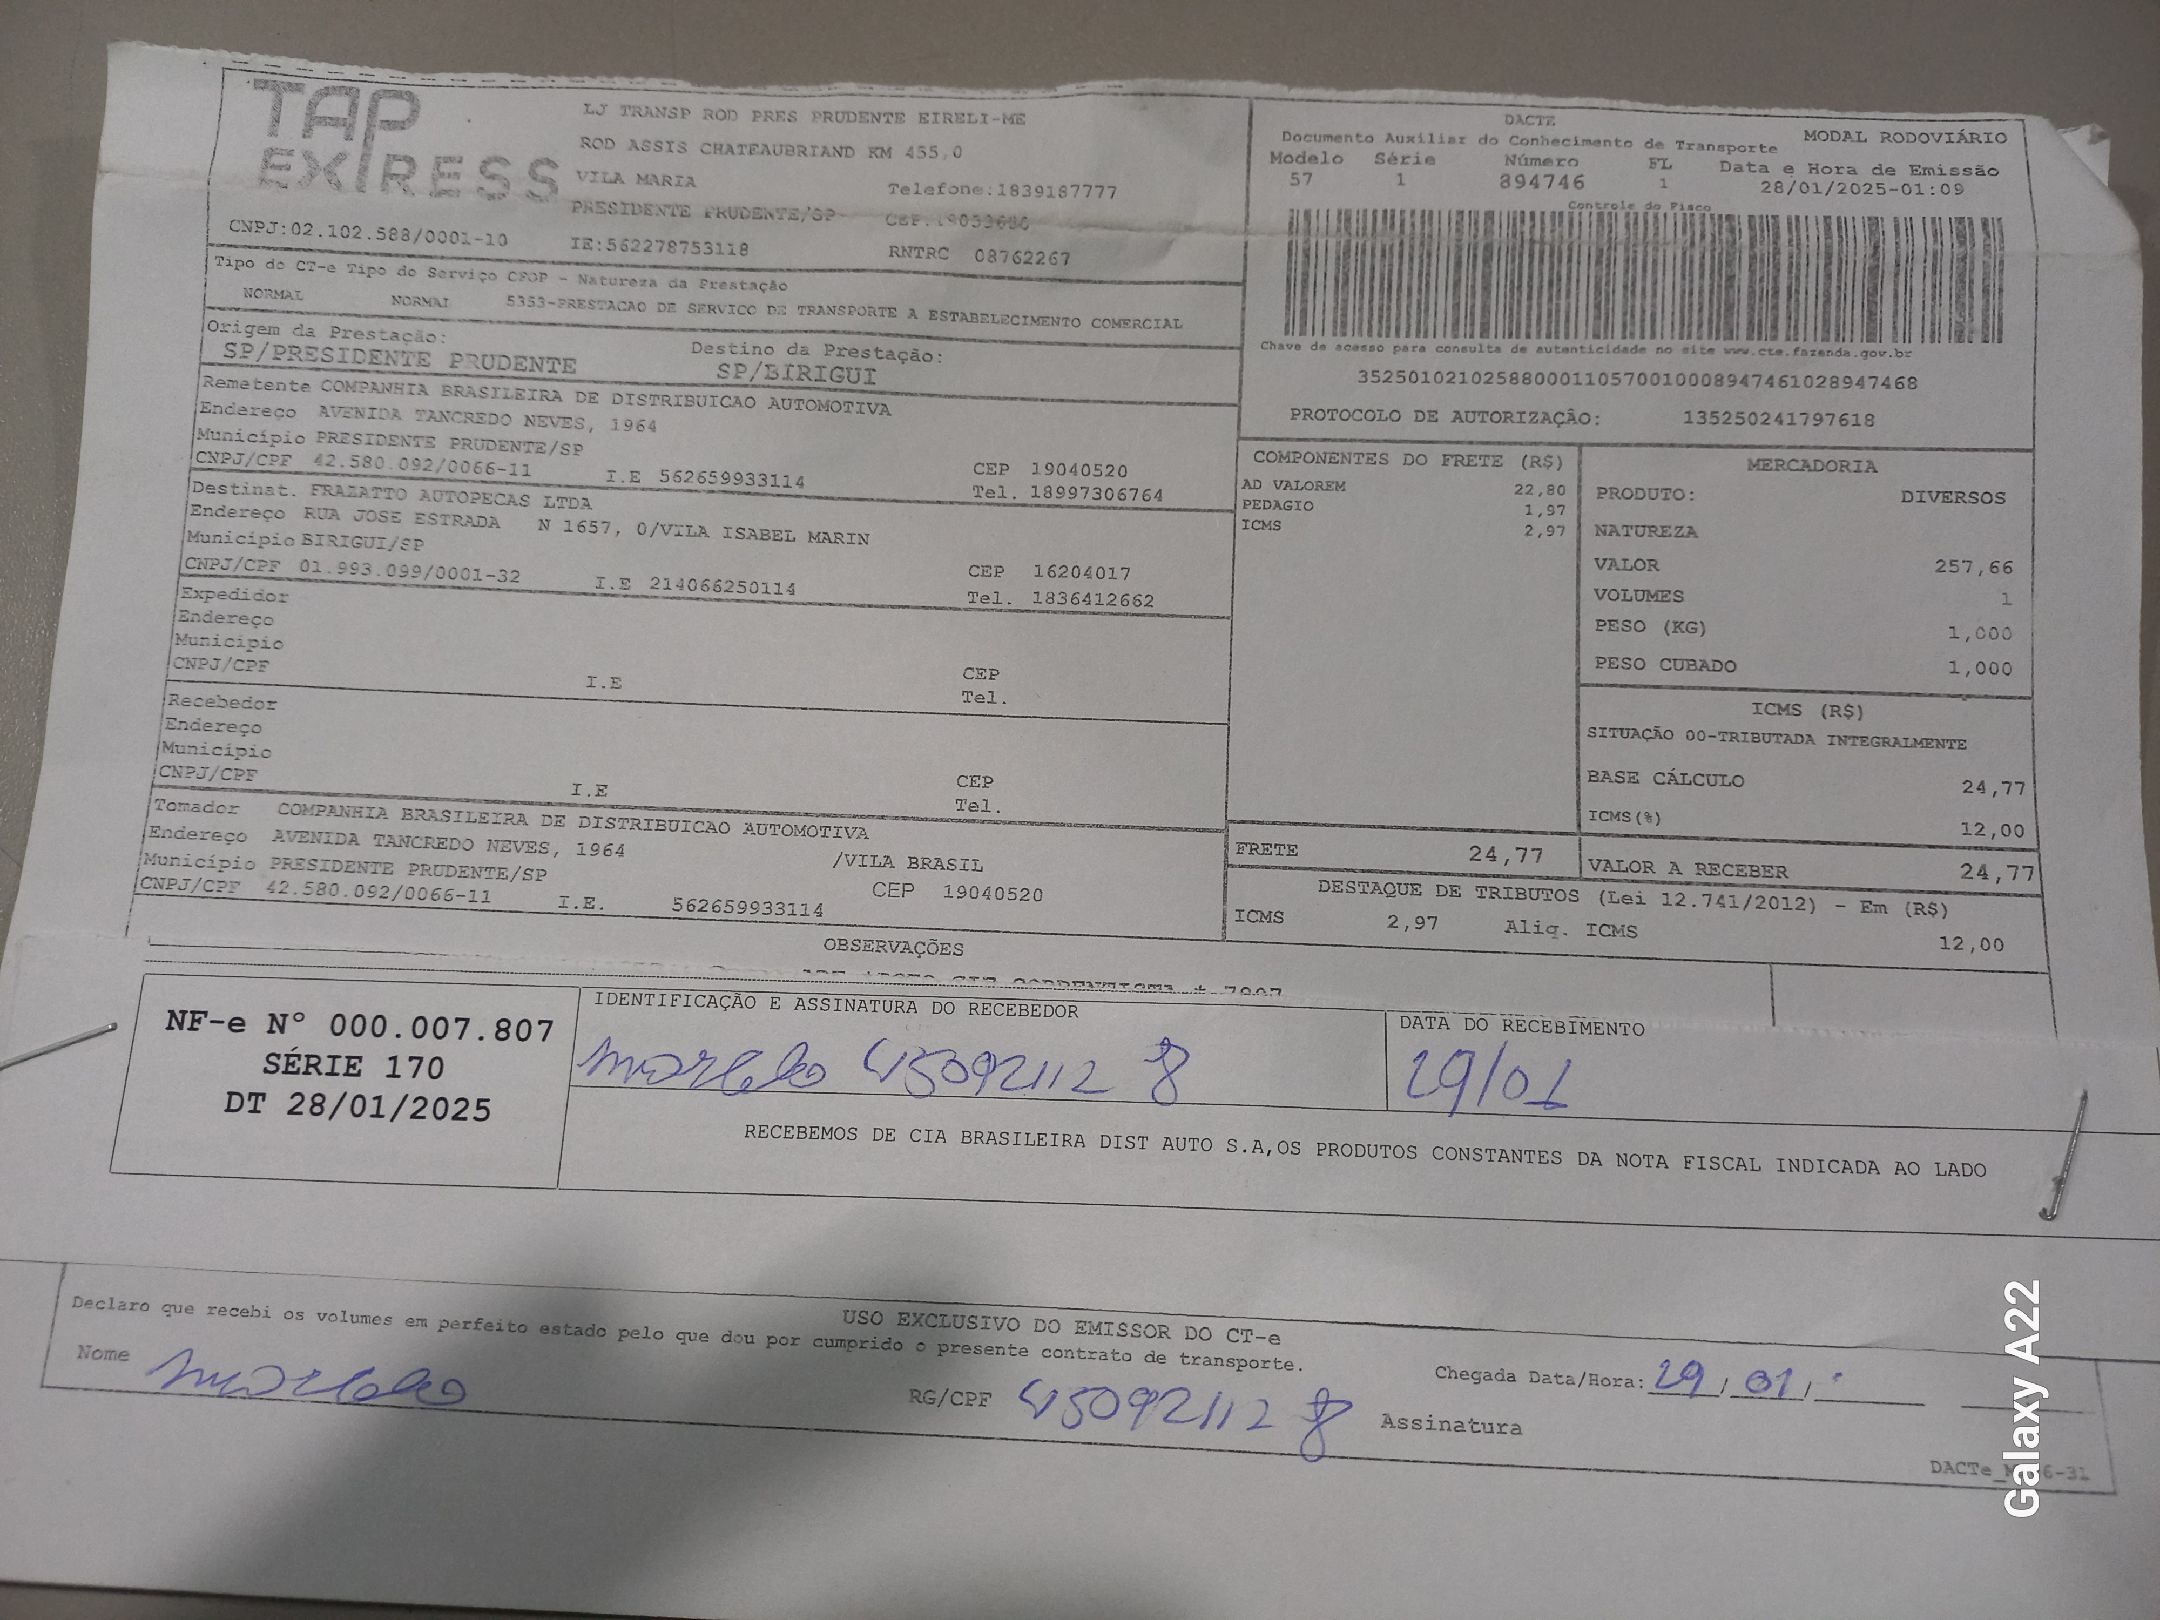 TAP
EXPRESS
CNPJ:02.102.588/0001-10
LJ TRANSP ROD PRES PRUDENTE EIRELI-ME
ROD ASSIS CHATEAUBRIAND KM 455,0
VILA MARIA Telefone:1839187777
PRESIDENTE PRUDENTE/SP
IE:562278753118 RNTRC 08762267
DACTE
Documento Auxiliar do Conhecimento de Transporte MODAL RODOVIÁRIO
Modelo Série Número FL Data e Hora de Emissão
57 1 894746 1 28/01/2025-01:09
Controle do Fisco
Chave de acesso para consulta de autenticidade no site www.cte.fazenda.gov.br
35250102102588000110570010008947461028947468
PROTOCOLO DE AUTORIZAÇÃO: 135250241797618
Tipo do CT-e Tipo do Serviço CFOP - Natureza da Prestação
NORMAL NORMAL 5353-PRESTACAO DE SERVICO DE TRANSPORTE A ESTABELECIMENTO COMERCIAL
Origem da Prestação: Destino da Prestação:
SP/PRESIDENTE PRUDENTE SP/BIRIGUI
Remetente COMPANHIA BRASILEIRA DE DISTRIBUICAO AUTOMOTIVA
Endereço AVENIDA TANCREDO NEVES, 1964
Município PRESIDENTE PRUDENTE/SP CEP 19040520
CNPJ/CPF 42.580.092/0066-11 I.E 562659933114 Tel. 18997306764
Destinat. FRAZATTO AUTOPECAS LTDA
Endereço RUA JOSE ESTRADA N 1657, 0/VILA ISABEL MARIN
Município BIRIGUI/SP CEP 16204017
CNPJ/CPF 01.993.099/0001-32 I.E 214066250114 Tel. 1836412662
Expedidor
Endereço
Município CEP
CNPJ/CPF I.E Tel.
Recebedor
Endereço
Município CEP
CNPJ/CPF I.E Tel.
Tomador COMPANHIA BRASILEIRA DE DISTRIBUICAO AUTOMOTIVA
Endereço AVENIDA TANCREDO NEVES, 1964 /VILA BRASIL
Município PRESIDENTE PRUDENTE/SP CEP 19040520
CNPJ/CPF 42.580.092/0066-11 I.E. 562659933114
COMPONENTES DO FRETE (R$)
AD VALOREM 22,80
PEDAGIO 1,97
ICMS 2,97
MERCADORIA
PRODUTO: DIVERSOS
NATUREZA
VALOR 257,66
VOLUMES 1
PESO (KG) 1,000
PESO CUBADO 1,000
ICMS (R$)
SITUAÇÃO 00-TRIBUTADA INTEGRALMENTE
BASE CÁLCULO 24,77
ICMS(%) 12,00
FRETE 24,77 VALOR A RECEBER 24,77
DESTAQUE DE TRIBUTOS (Lei 12.741/2012) - Em (R$)
ICMS 2,97 Aliq. ICMS 12,00
OBSERVAÇÕES
NF-e Nº 000.007.807
SÉRIE 170
DT 28/01/2025
IDENTIFICAÇÃO E ASSINATURA DO RECEBEDOR
marcelo 45092112 8
DATA DO RECEBIMENTO
29/01
RECEBEMOS DE CIA BRASILEIRA DIST AUTO S.A,OS PRODUTOS CONSTANTES DA NOTA FISCAL INDICADA AO LADO
USO EXCLUSIVO DO EMISSOR DO CT-e
Declaro que recebi os volumes em perfeito estado pelo que dou por cumprido o presente contrato de transporte.
Nome marcelo RG/CPF 45092112 8 Assinatura
Chegada Data/Hora: 29/01/
Galaxy A22